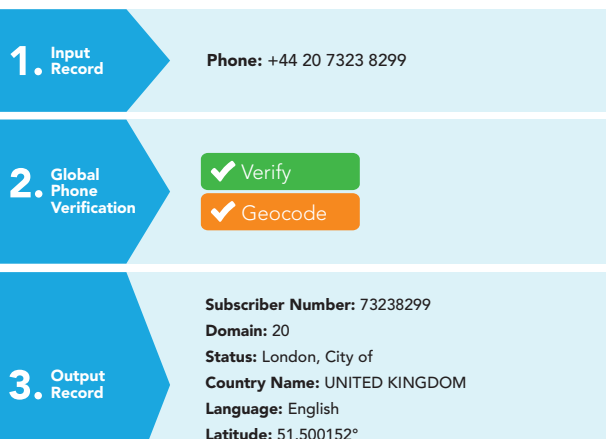 1. Input
Record
Phone: +44 20 7323 8299
2. Global
Phone
Verification
Verify
Geocode
3. Output
Record
Subscriber Number: 73238299
Domain: 20
Status: London, City of
Country Name: UNITED KINGDOM
Language: English
Latitude: 51.500152°